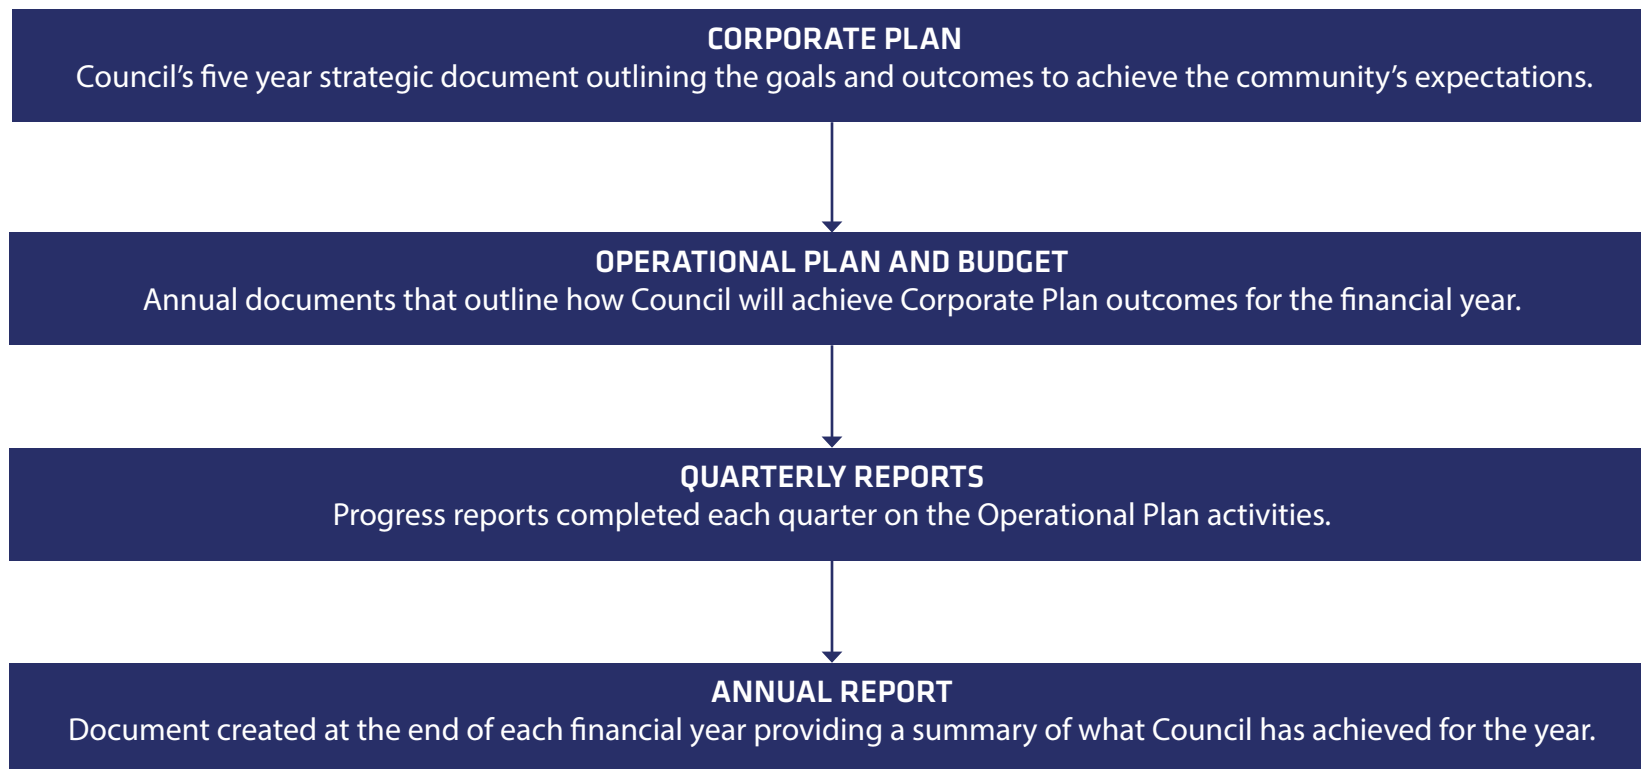 CORPORATE PLAN
Council’s five year strategic document outlining the goals and outcomes to achieve the community’s expectations.
OPERATIONAL PLAN AND BUDGET
Annual documents that outline how Council will achieve Corporate Plan outcomes for the financial year.
QUARTERLY REPORTS
Progress reports completed each quarter on the Operational Plan activities.
ANNUAL REPORT
Document created at the end of each financial year providing a summary of what Council has achieved for the year.